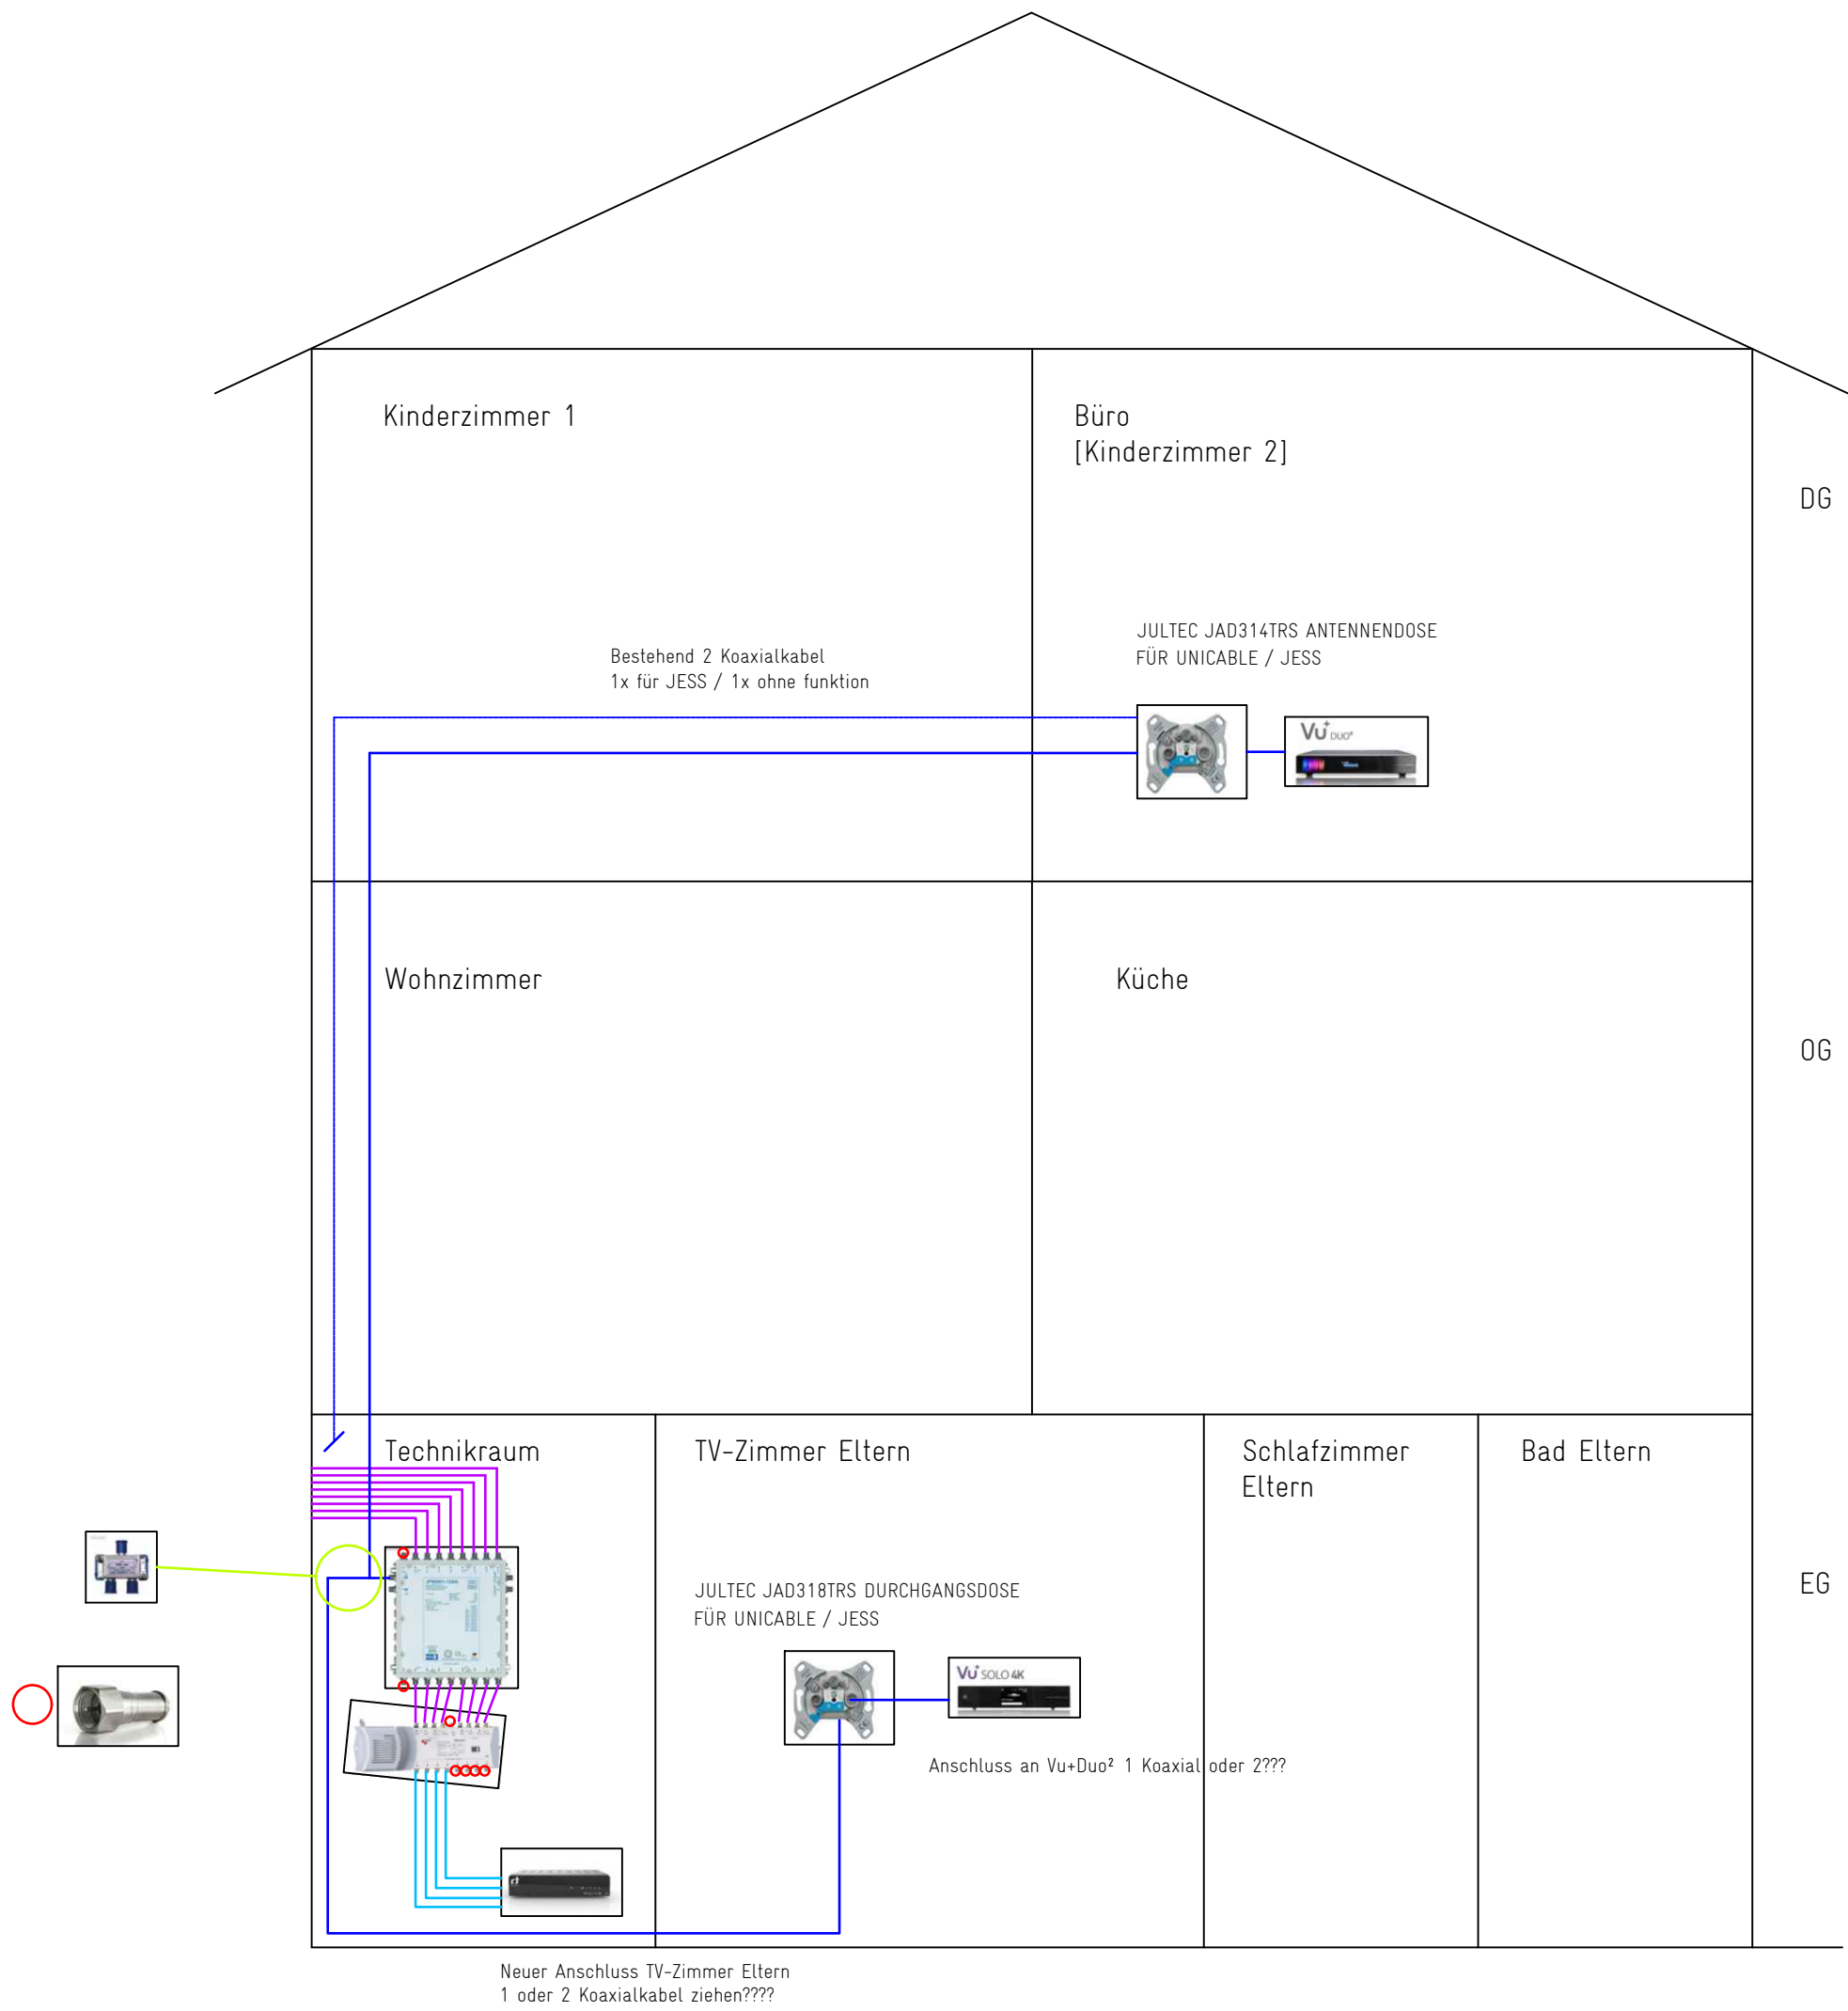 Kinderzimmer 1
Büro
[Kinderzimmer 2]
DG
JULTEC JAD314TRS ANTENNENDOSE
FÜR UNICABLE / JESS
Bestehend 2 Koaxialkabel
1x für JESS / 1x ohne funktion
Vu+ DUO²
Wohnzimmer
Küche
OG
Technikraum
TV-Zimmer Eltern
Schlafzimmer
Eltern
Bad Eltern
EG
JULTEC JAD318TRS DURCHGANGSDOSE
FÜR UNICABLE / JESS
Vu+ SOLO 4K
Anschluss an Vu+Duo² 1 Koaxial oder 2???
Neuer Anschluss TV-Zimmer Eltern
1 oder 2 Koaxialkabel ziehen????